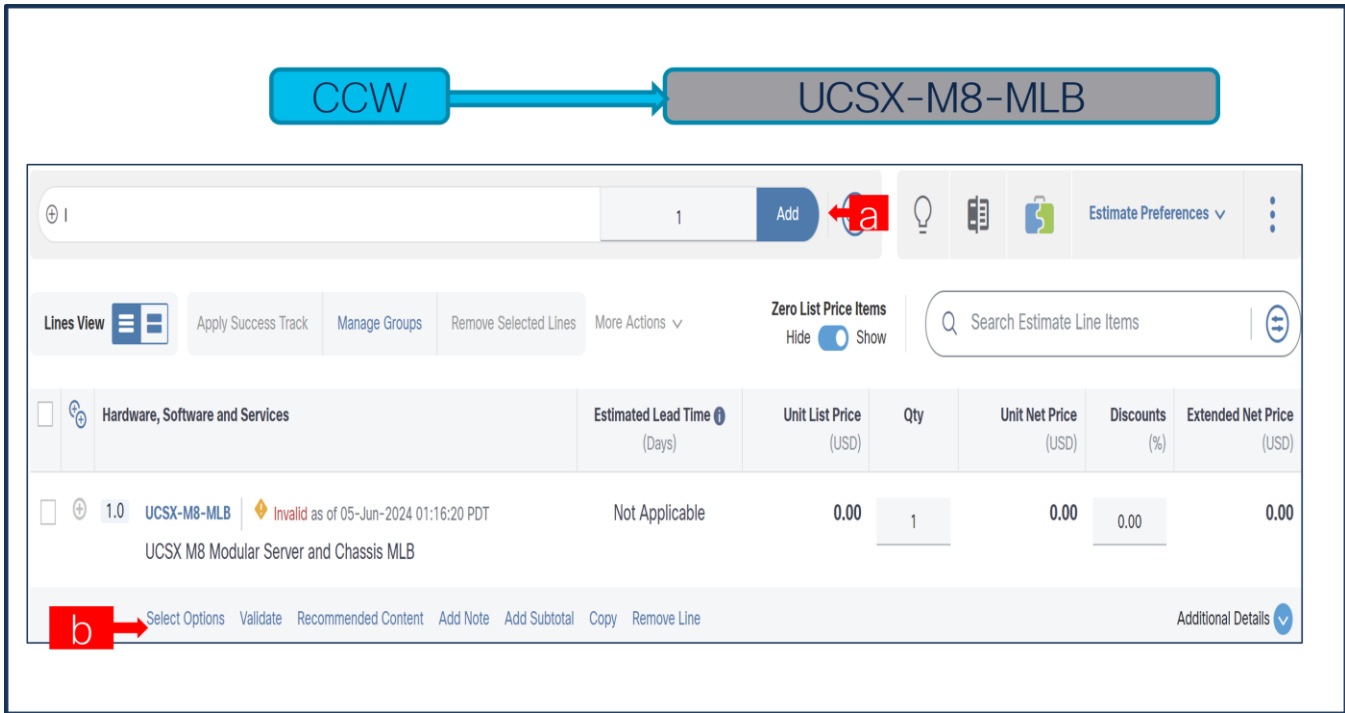 CCW UCSX-M8-MLB
1 Add a Estimate Preferences
Lines View Apply Success Track Manage Groups Remove Selected Lines More Actions Zero List Price Items Hide Show Search Estimate Line Items
Hardware, Software and Services Estimated Lead Time (Days) Unit List Price (USD) Qty Unit Net Price (USD) Discounts (%) Extended Net Price (USD)
1.0 UCSX-M8-MLB Invalid as of 05-Jun-2024 01:16:20 PDT Not Applicable 0.00 1 0.00 0.00 0.00
UCSX M8 Modular Server and Chassis MLB
b Select Options Validate Recommended Content Add Note Add Subtotal Copy Remove Line Additional Details